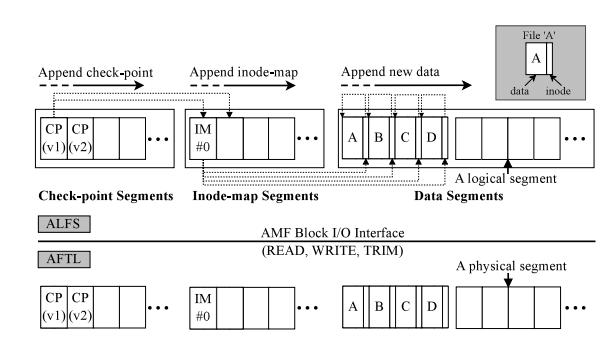 File 'A'
A
data inode
Append check-point Append inode-map Append new data
CP CP IM
(v1) (v2) ••• #0 ••• A B C D •••
A logical segment
Check-point Segments Inode-map Segments Data Segments
ALFS
AMF Block I/O Interface
(READ, WRITE, TRIM)
AFTL
A physical segment
CP CP IM
(v1) (v2) ••• #0 ••• A B C D •••